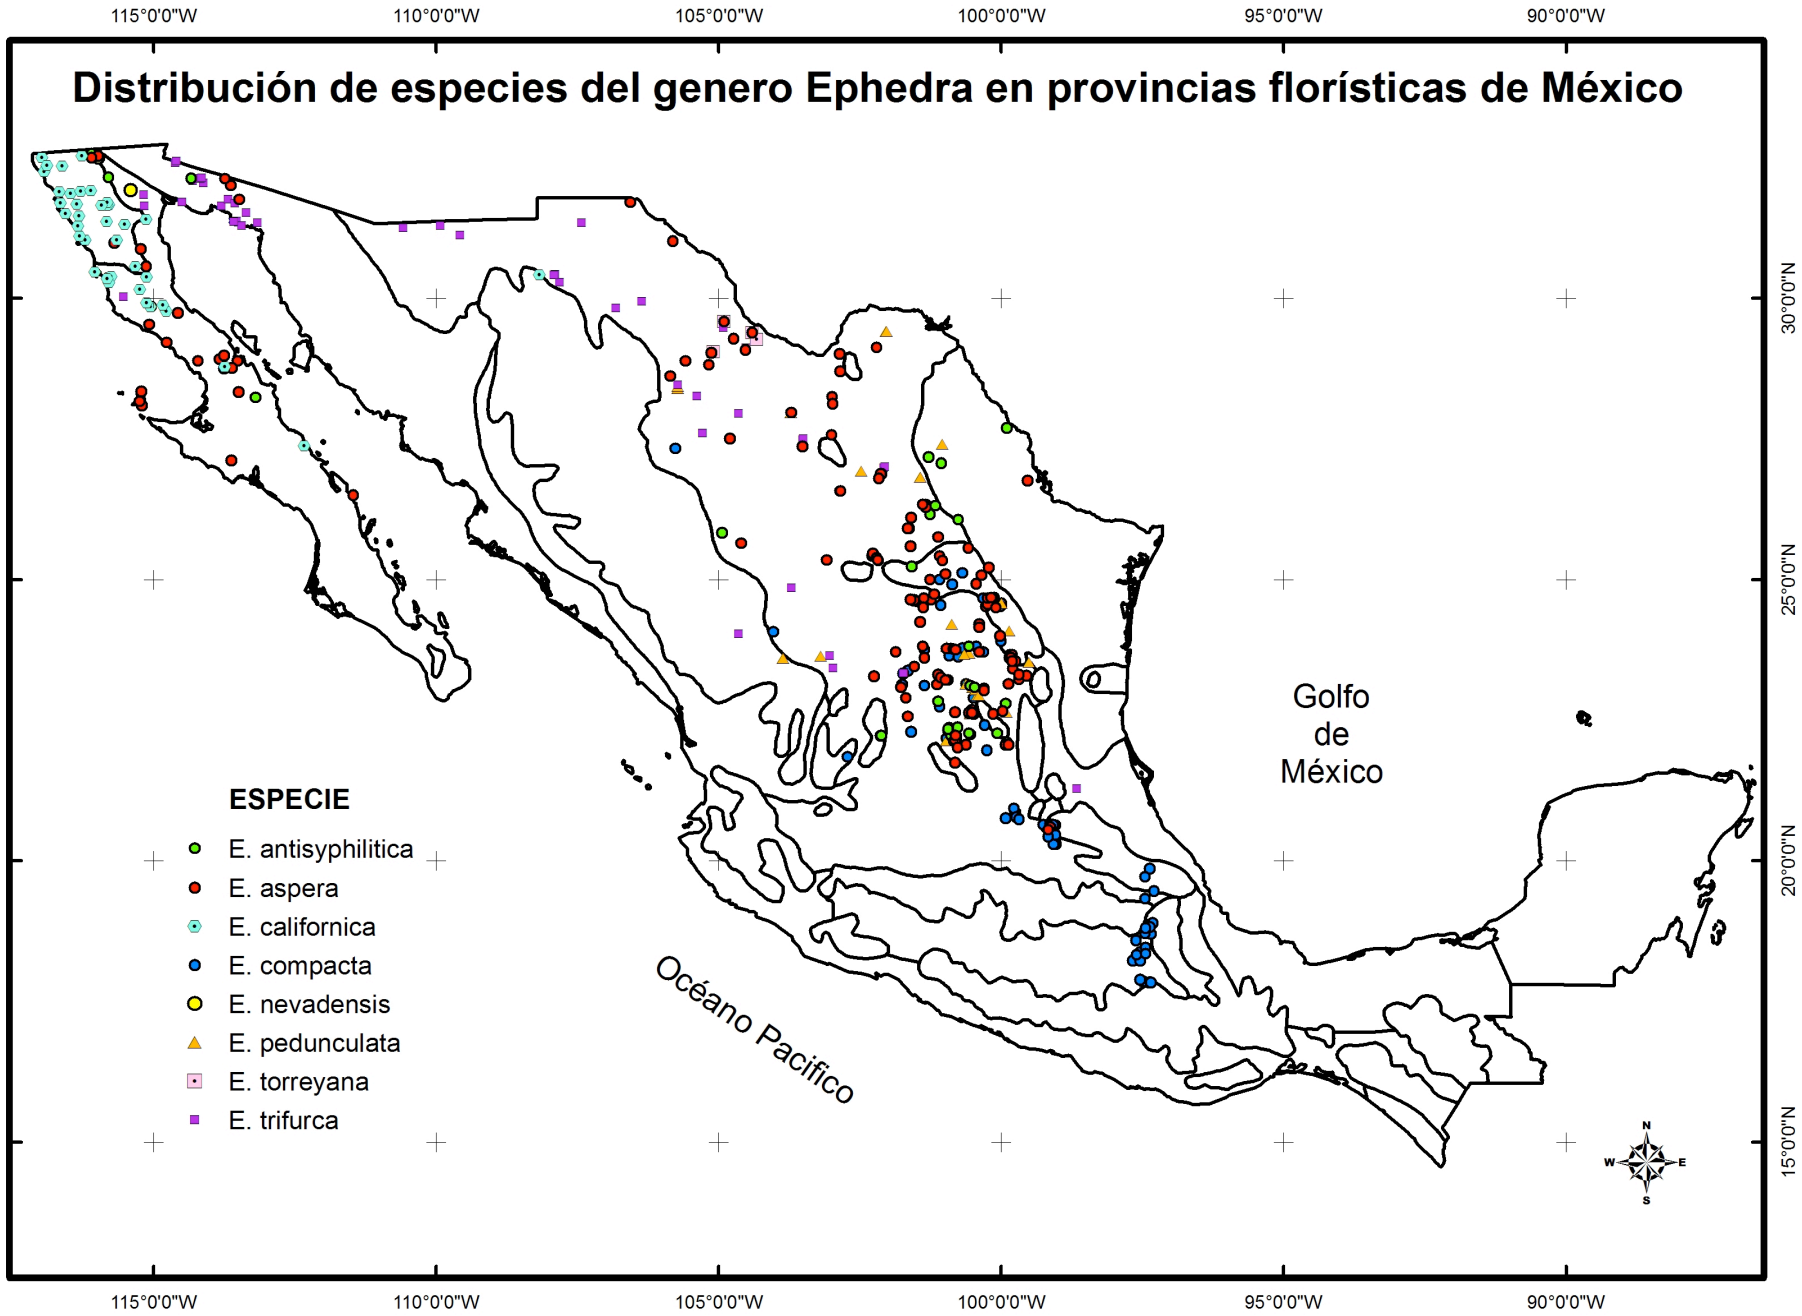 115°0'0"W 110°0'0"W 105°0'0"W 100°0'0"W 95°0'0"W 90°0'0"W
Distribución de especies del genero Ephedra en provincias florísticas de México
30°0'0"N
25°0'0"N
20°0'0"N
15°0'0"N
Golfo
de
México
Océano Pacifico
ESPECIE
E. antisyphilitica
E. aspera
E. californica
E. compacta
E. nevadensis
E. pedunculata
E. torreyana
E. trifurca
N
W E
S
115°0'0"W 110°0'0"W 105°0'0"W 100°0'0"W 95°0'0"W 90°0'0"W